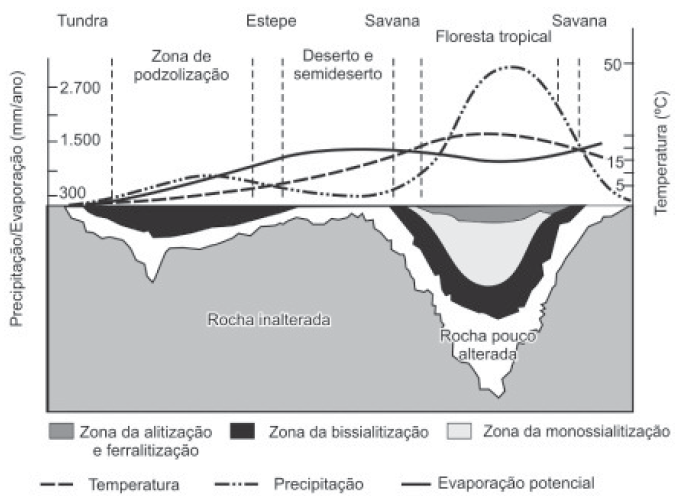 Tundra
Estepe
Savana
Savana
Floresta tropical
Zona de
podzolização
Deserto e
semideserto
Precipitação/Evaporação (mm/ano)
2.700
1.500
300
50
15
5
Temperatura (ºC)
Rocha inalterada
Rocha pouco
alterada
Zona da alitização
e ferralitização
Zona da bissialitização
Zona da monossialitização
Temperatura
Precipitação
Evaporação potencial